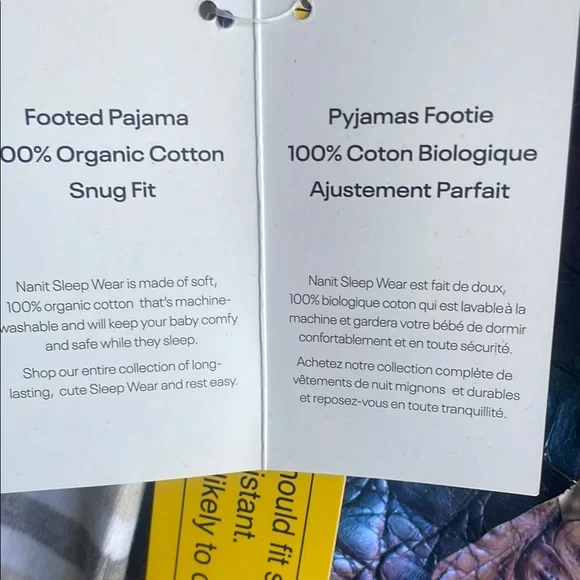 Footed Pajama
00% Organic Cotton
Snug Fit
Nanit Sleep Wear is made of soft,
100% organic cotton that's machine-
washable and will keep your baby comfy
and safe while they sleep.
Shop our entire collection of long-
lasting, cute Sleep Wear and rest easy.
Pyjamas Footie
100% Coton Biologique
Ajustement Parfait
Nanit Sleep Wear est fait de doux,
100% biologique coton qui est lavable à la
machine et gardera votre bébé de dormir
confortablement et en toute sécurité.
Achetez notre collection complète de
vêtements de nuit mignons et durables
et reposez-vous en toute tranquillité.
hould fit s
istant.
likely to c